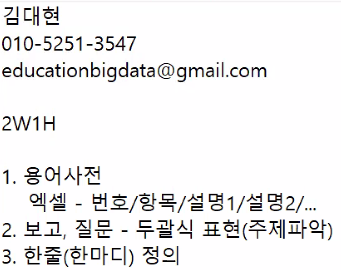 김대현
010-5251-3547
educationbigdata@gmail.com
2W1H
1. 용어사전
엑셀 - 번호/항목/설명1/설명2/...
2. 보고, 질문 - 두괄식 표현(주제파악)
3. 한줄(한마디) 정의